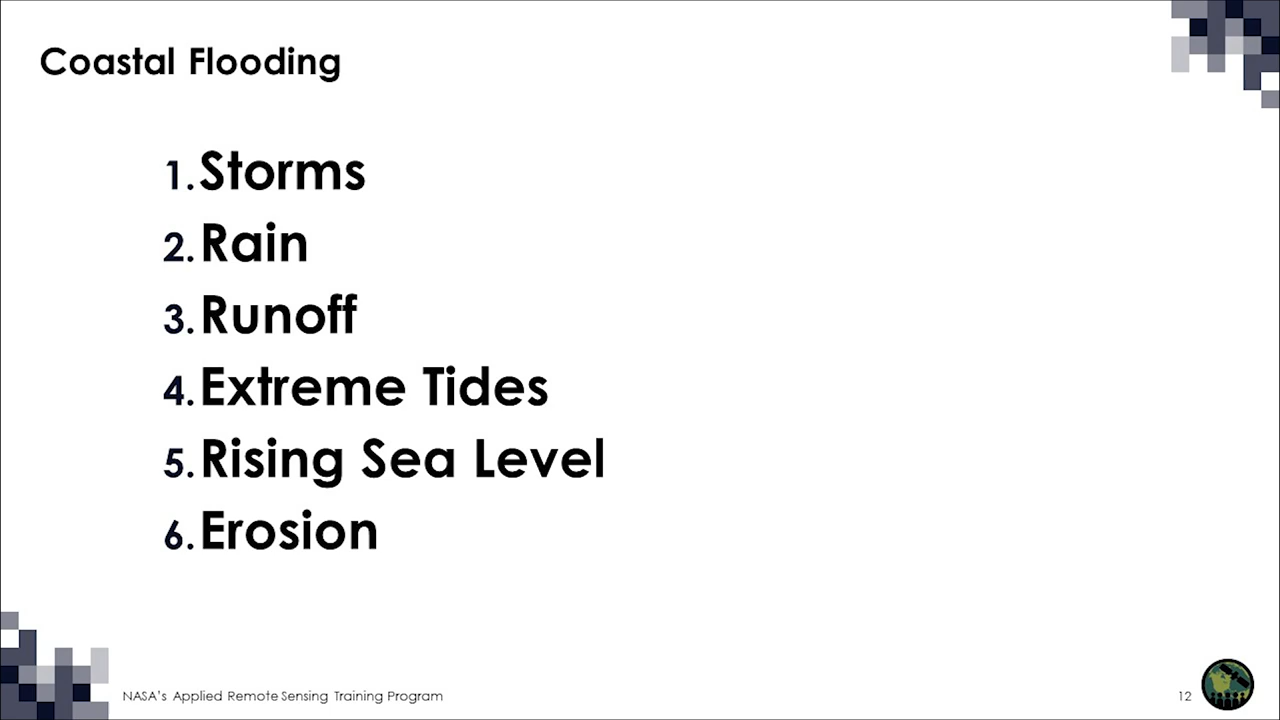 Coastal Flooding
1. Storms
2. Rain
3. Runoff
4. Extreme Tides
5. Rising Sea Level
6. Erosion
NASA's Applied Remote Sensing Training Program
12